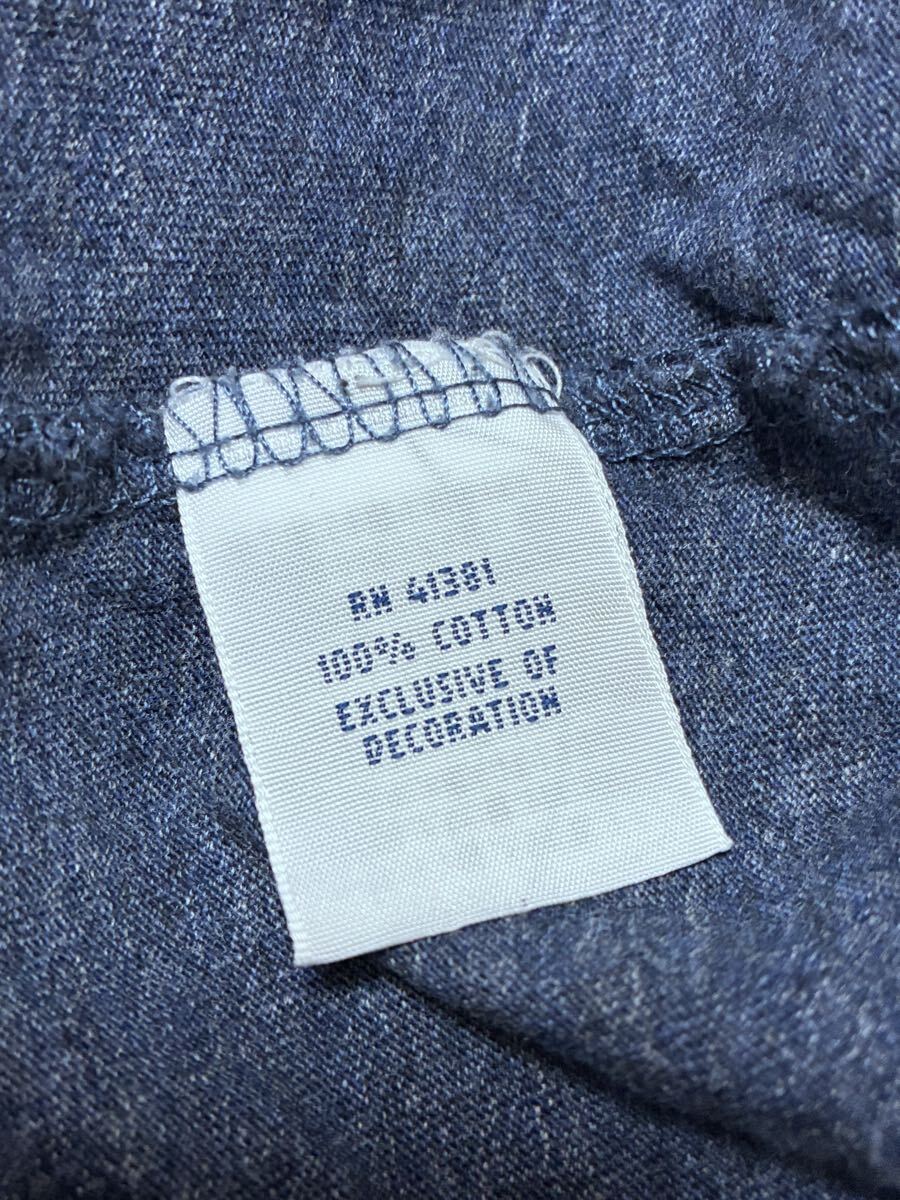 RN 41381
100% COTTON
EXCLUSIVE OF
DECORATION